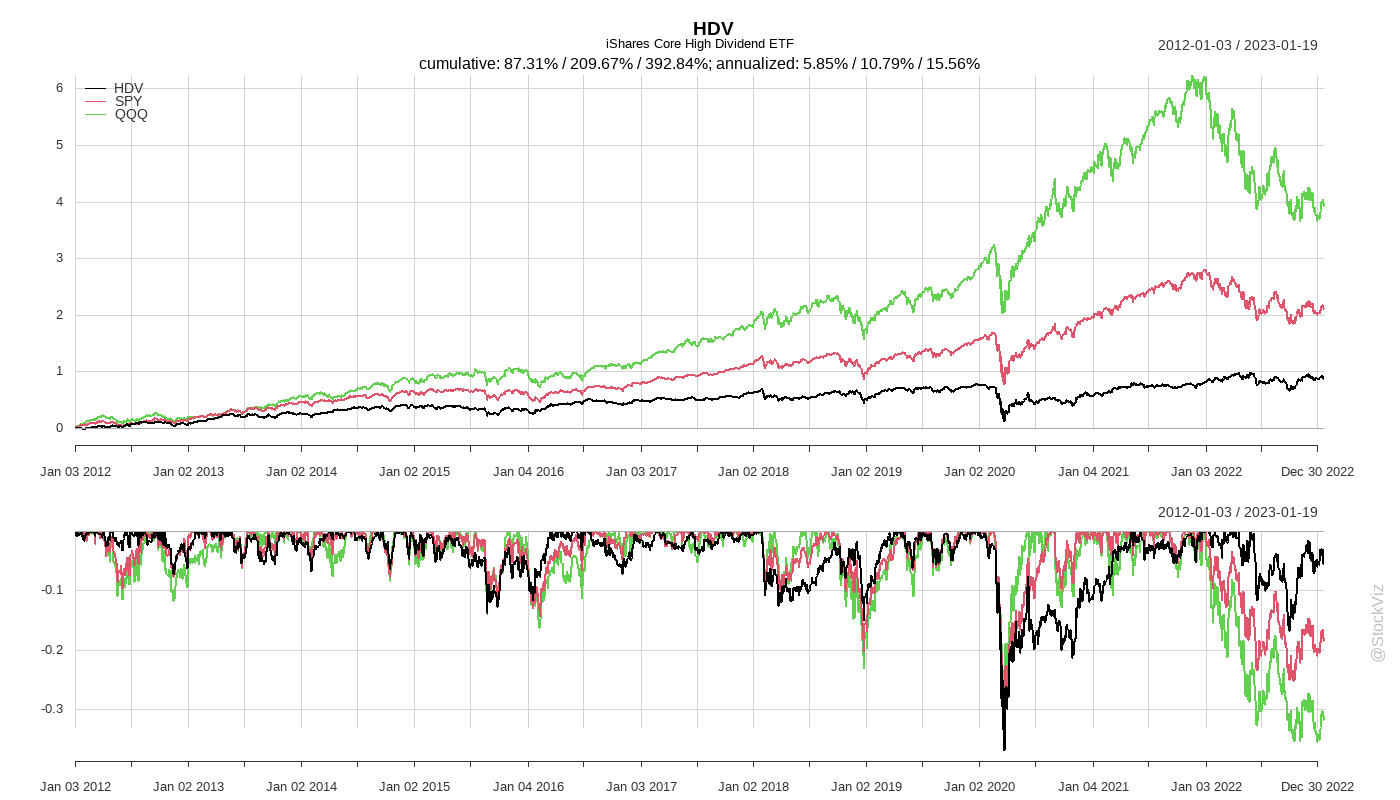 HDV
iShares Core High Dividend ETF
2012-01-03 / 2023-01-19
cumulative: 87.31% / 209.67% / 392.84%; annualized: 5.85% / 10.79% / 15.56%
HDV
SPY
QQQ
6
5
4
3
2
1
0
Jan 03 2012 Jan 02 2013 Jan 02 2014 Jan 02 2015 Jan 04 2016 Jan 03 2017 Jan 02 2018 Jan 02 2019 Jan 02 2020 Jan 04 2021 Jan 03 2022 Dec 30 2022
2012-01-03 / 2023-01-19
-0.1
-0.2
-0.3
Jan 03 2012 Jan 02 2013 Jan 02 2014 Jan 02 2015 Jan 04 2016 Jan 03 2017 Jan 02 2018 Jan 02 2019 Jan 02 2020 Jan 04 2021 Jan 03 2022 Dec 30 2022
@StockViz